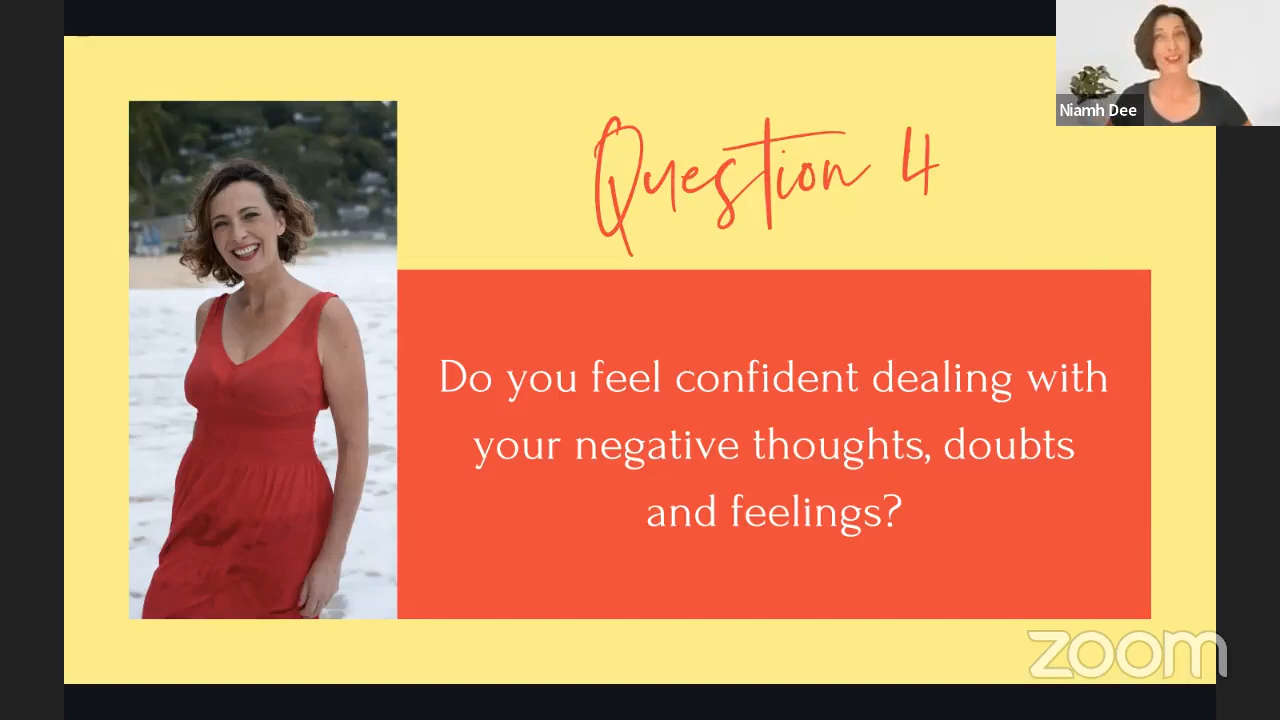 Niamh Dee
Question 4
Do you feel confident dealing with
your negative thoughts, doubts
and feelings?
zoom